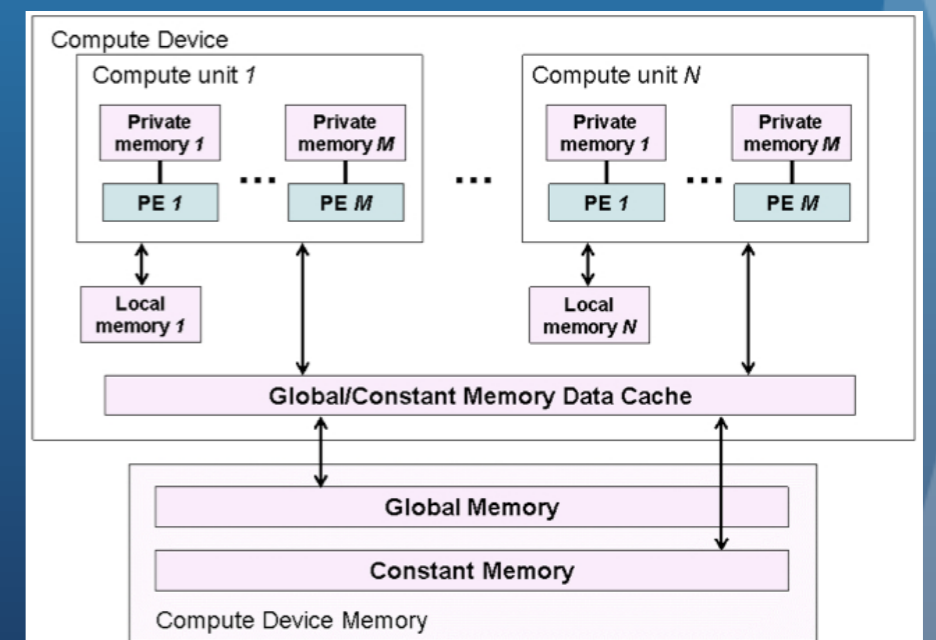 Compute Device
Compute unit 1
Compute unit N
Private
memory 1
Private
memory M
Private
memory 1
Private
memory M
...
...
...
PE 1
PE M
PE 1
PE M
Local
memory 1
Local
memory N
Global/Constant Memory Data Cache
Global Memory
Constant Memory
Compute Device Memory